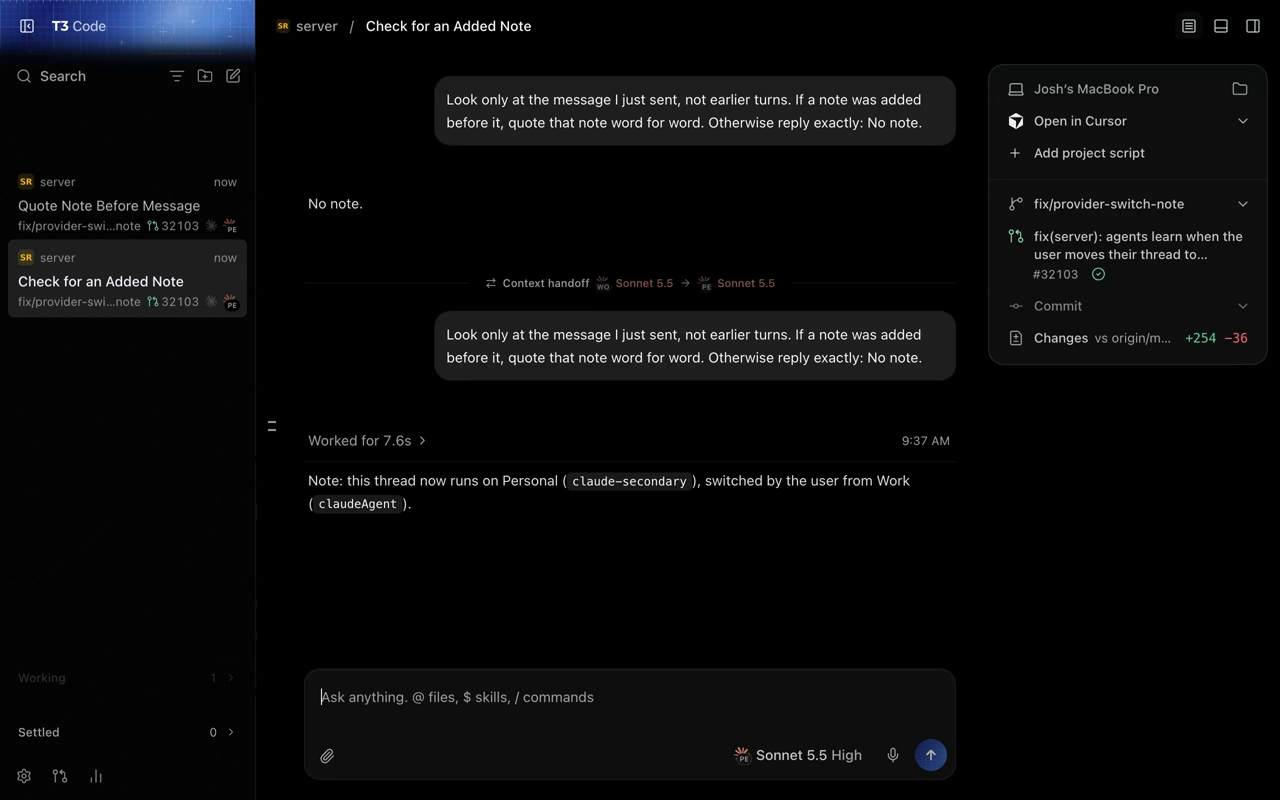 T3 Code
Search
SR server now
Quote Note Before Message
fix/provider-swi...note 32103 PE
SR server now
Check for an Added Note
fix/provider-swi...note 32103 PE
Working 1
Settled 0
SR server / Check for an Added Note
Look only at the message I just sent, not earlier turns. If a note was added
before it, quote that note word for word. Otherwise reply exactly: No note.
No note.
Context handoff WO Sonnet 5.5 → PE Sonnet 5.5
Look only at the message I just sent, not earlier turns. If a note was added
before it, quote that note word for word. Otherwise reply exactly: No note.
Worked for 7.6s 9:37 AM
Note: this thread now runs on Personal (claude-secondary), switched by the user from Work
(claudeAgent).
Ask anything. @ files, $ skills, / commands
PE Sonnet 5.5 High
Josh's MacBook Pro
Open in Cursor
Add project script
fix/provider-switch-note
fix(server): agents learn when the
user moves their thread to...
#32103
Commit
Changes vs origin/m... +254 −36